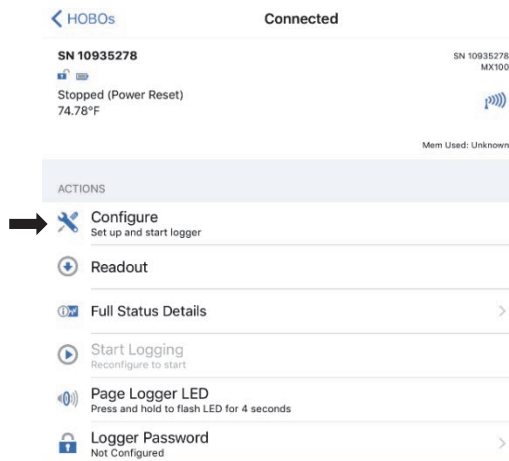 HOBOs
Connected
SN 10935278
SN 10935278
MX100
Stopped (Power Reset)
74.78°F
Mem Used: Unknown
ACTIONS
Configure
Set up and start logger
Readout
Full Status Details
Start Logging
Reconfigure to start
Page Logger LED
Press and hold to flash LED for 4 seconds
Logger Password
Not Configured